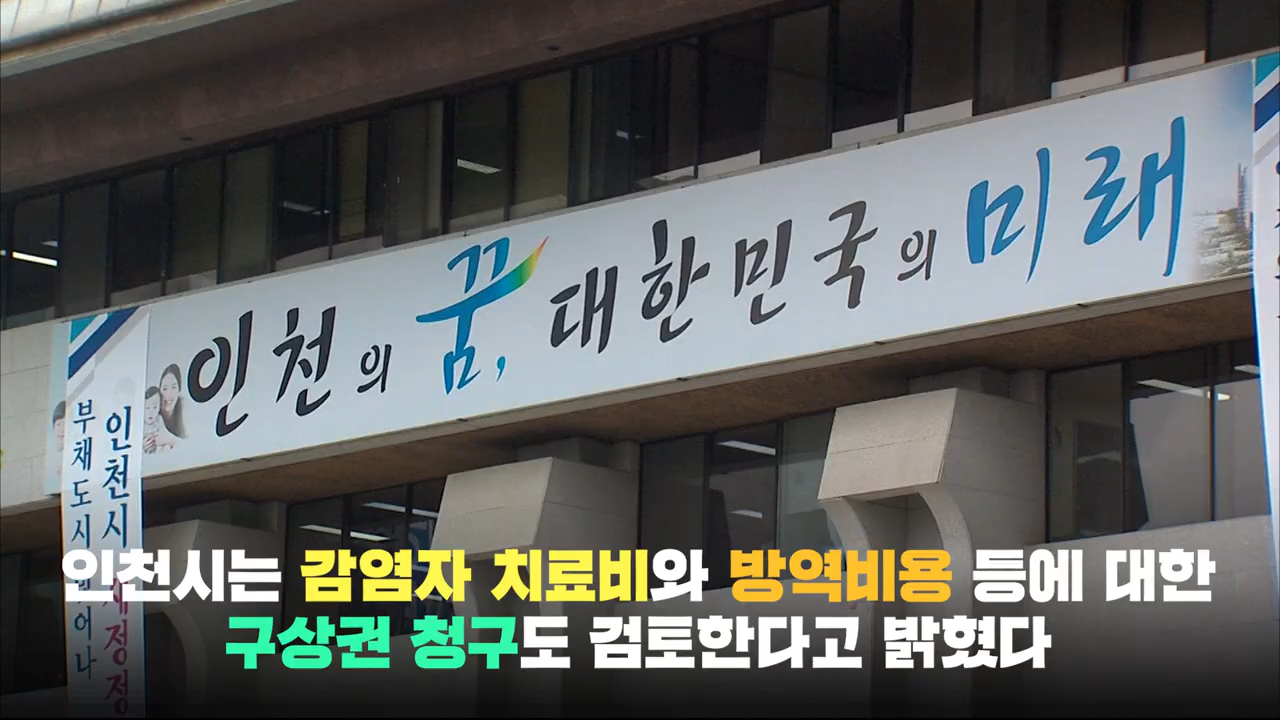 인천의 꿈, 대한민국의 미래
인천시
부채도시
인천시는 감염자 치료비와 방역비용 등에 대한
구상권 청구도 검토한다고 밝혔다